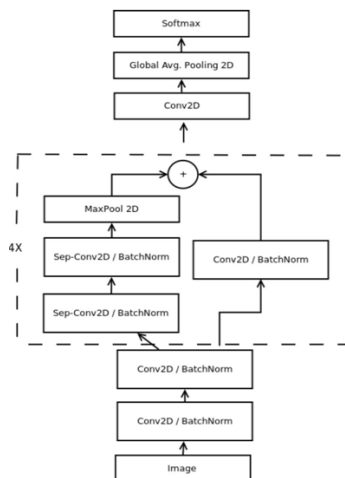 Softmax
Global Avg. Pooling 2D
Conv2D
+
MaxPool 2D
4X
Sep-Conv2D / BatchNorm
Conv2D / BatchNorm
Sep-Conv2D / BatchNorm
Conv2D / BatchNorm
Conv2D / BatchNorm
Image